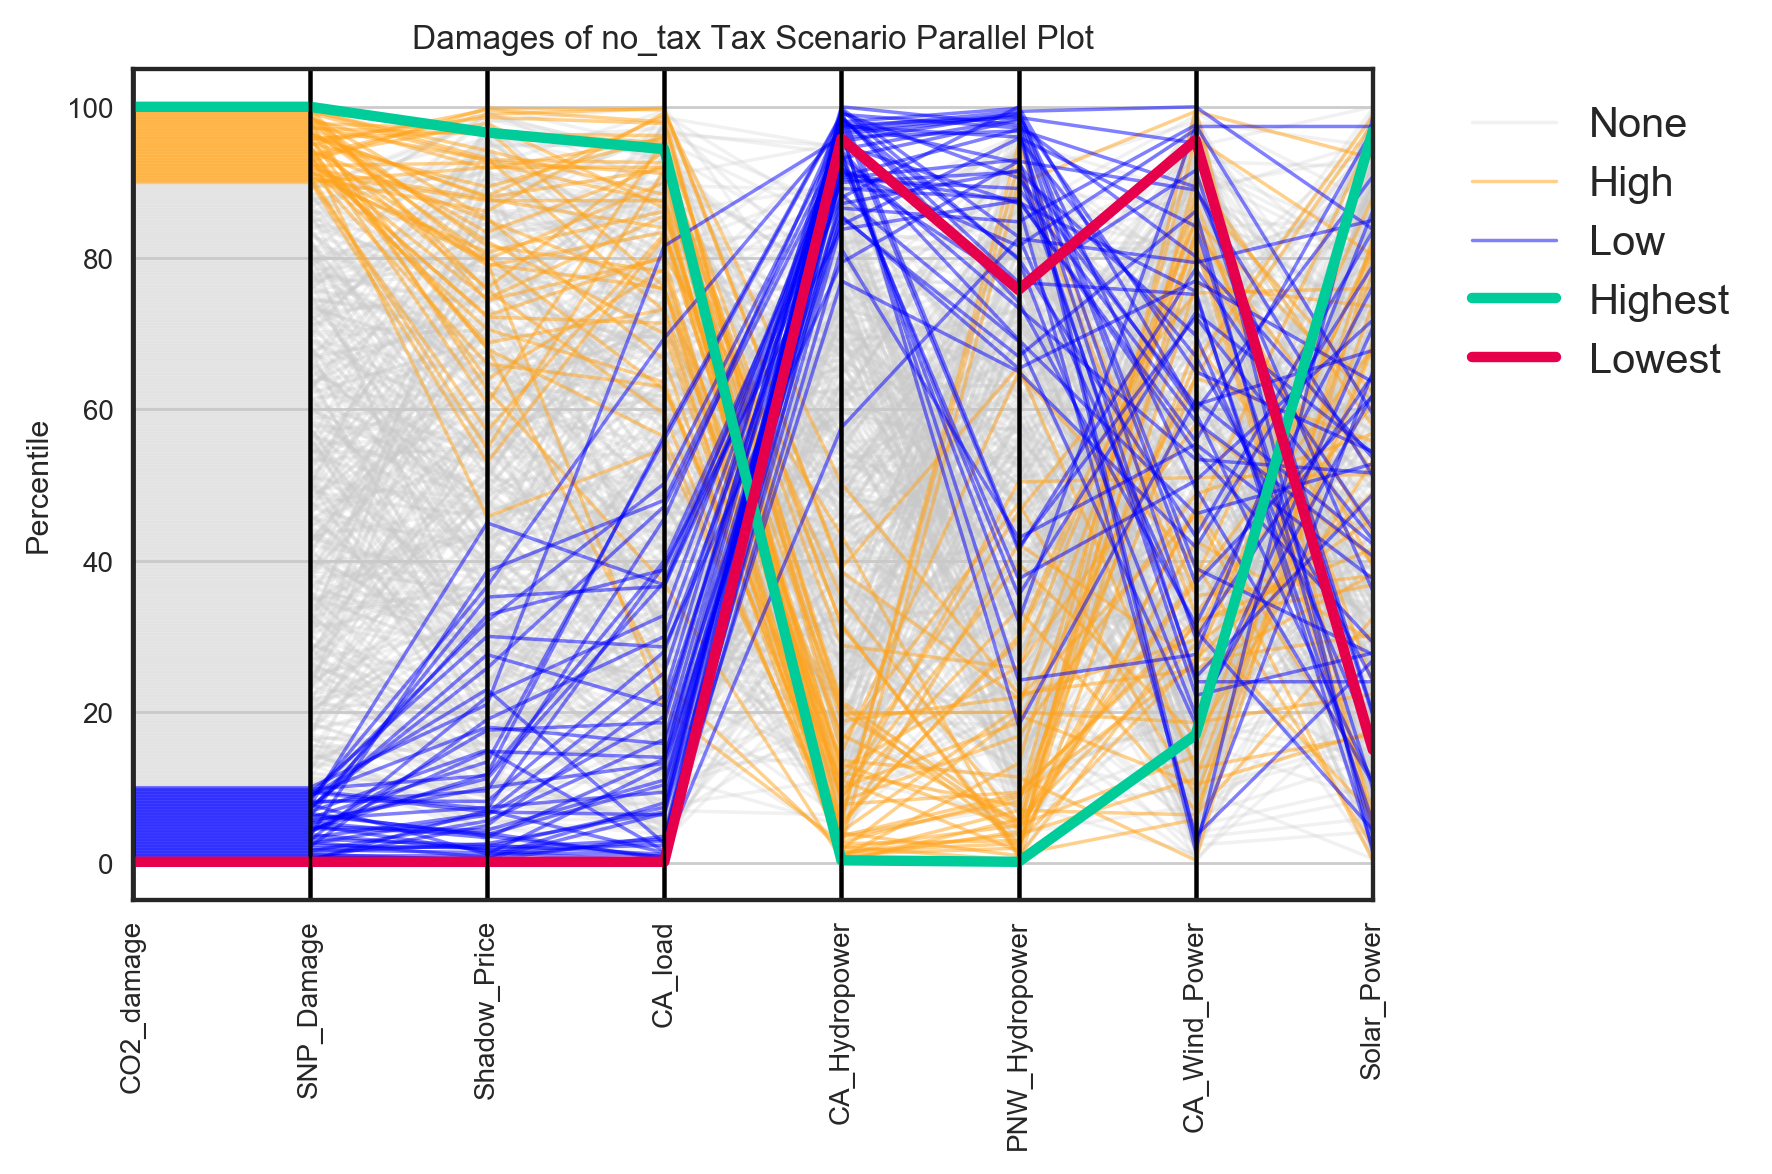 Damages of no_tax Tax Scenario Parallel Plot
Percentile
100
80
60
40
20
0
CO2_damage
SNP_Damage
Shadow_Price
CA_load
CA_Hydropower
PNW_Hydropower
CA_Wind_Power
Solar_Power
None
High
Low
Highest
Lowest